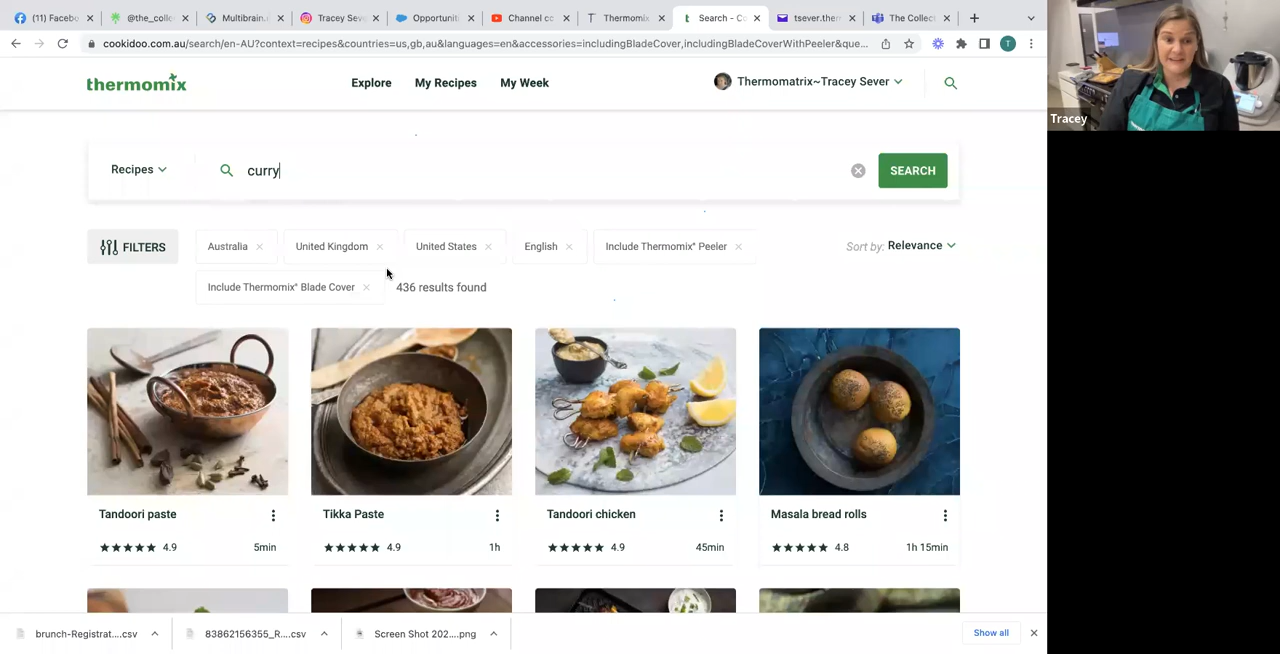 (11) Facebo
@the_colle
Multibrain.
Tracey Seve
Opportuniti
Channel co
Thermomix
Search - Co
tsever.ther
The Collec
cookidoo.com.au/search/en-AU?context=recipes&countries=us,gb,au&languages=en&accessories=includingBladeCover,includingBladeCoverWithPeeler&que...
T
thermomix
Explore
My Recipes
My Week
Thermomatrix~Tracey Sever
Tracey
Recipes
curry
SEARCH
FILTERS
Australia
United Kingdom
United States
English
Include Thermomix® Peeler
Sort by: Relevance
Include Thermomix® Blade Cover
436 results found
Tandoori paste
Tikka Paste
Tandoori chicken
Masala bread rolls
4.9
5min
4.9
1h
4.9
45min
4.8
1h 15min
brunch-Registrat....csv
83862156355_R....csv
Screen Shot 202....png
Show all